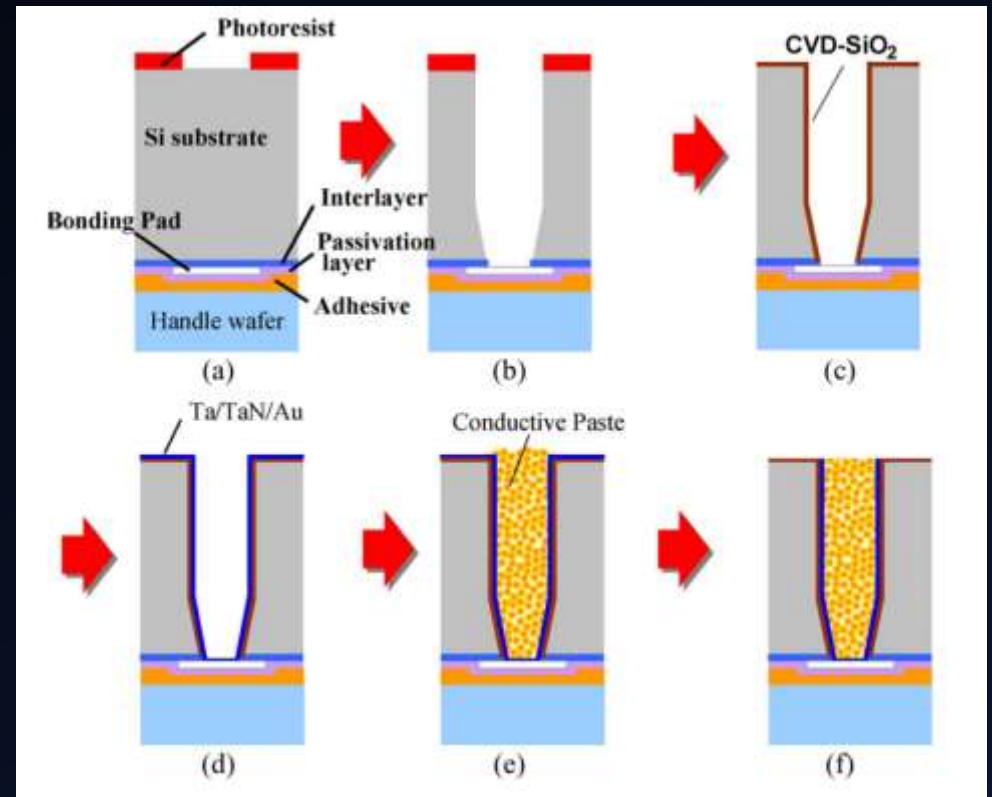 Photoresist
Si substrate
Bonding Pad
Interlayer
Passivation
layer
Adhesive
Handle wafer
(a)
(b)
CVD-SiO₂
(c)
Ta/TaN/Au
(d)
Conductive Paste
(e)
(f)